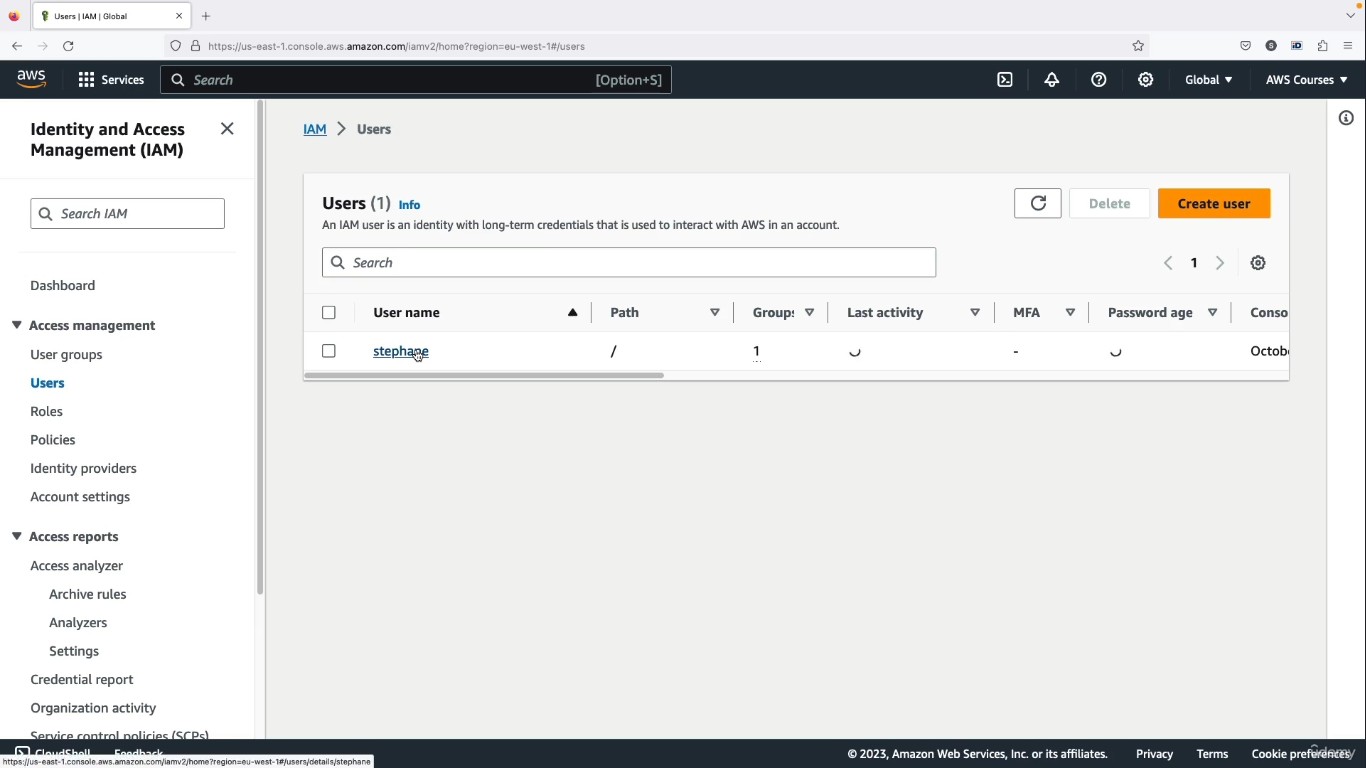 Users | IAM | Global
https://us-east-1.console.aws.amazon.com/iamv2/home?region=eu-west-1#/users
aws
Services
Search
[Option+S]
Global
AWS Courses
Identity and Access
Management (IAM)
Search IAM
Dashboard
Access management
User groups
Users
Roles
Policies
Identity providers
Account settings
Access reports
Access analyzer
Archive rules
Analyzers
Settings
Credential report
Organization activity
Service control policies (SCPs)
IAM > Users
Users (1) Info
An IAM user is an identity with long-term credentials that is used to interact with AWS in an account.
Delete
Create user
Search
1
User name
Path
Groups
Last activity
MFA
Password age
Conso
stephane
/
1
-
Octob
CloudShell
Feedback
© 2023, Amazon Web Services, Inc. or its affiliates.
Privacy
Terms
Cookie preferences
Udemy
https://us-east-1.console.aws.amazon.com/iamv2/home?region=eu-west-1#/users/details/stephane